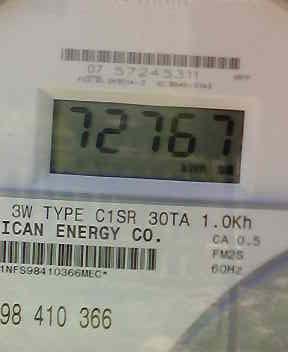 07 57245311
72767
3W TYPE C1SR 30TA 1.0Kh
ICAN ENERGY CO.
CA 0.5
FM2S
60Hz
1NFS98410366MEC*
98 410 366